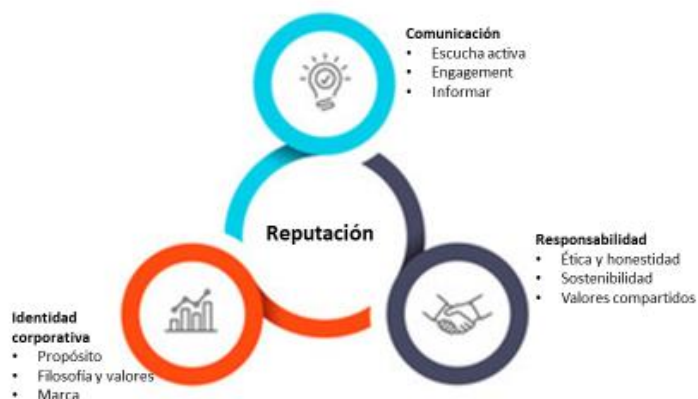 Comunicación
• Escucha activa
• Engagement
• Informar
Reputación
Responsabilidad
• Ética y honestidad
• Sostenibilidad
• Valores compartidos
Identidad
corporativa
• Propósito
• Filosofía y valores
• Marca